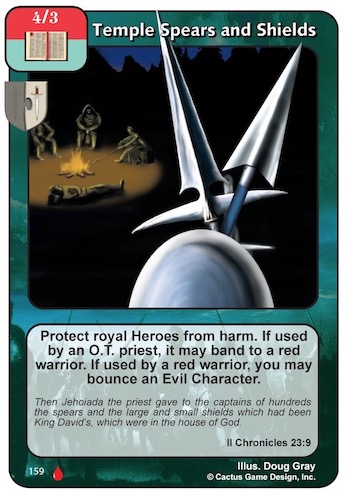 4/3
Temple Spears and Shields
Protect royal Heroes from harm. If used
by an O.T. priest, it may band to a red
warrior. If used by a red warrior, you may
bounce an Evil Character.
Then Jehoiada the priest gave to the captains of hundreds
the spears and the large and small shields which had been
King David's, which were in the house of God.
II Chronicles 23:9
Illus. Doug Gray
159
© Cactus Game Design, Inc.